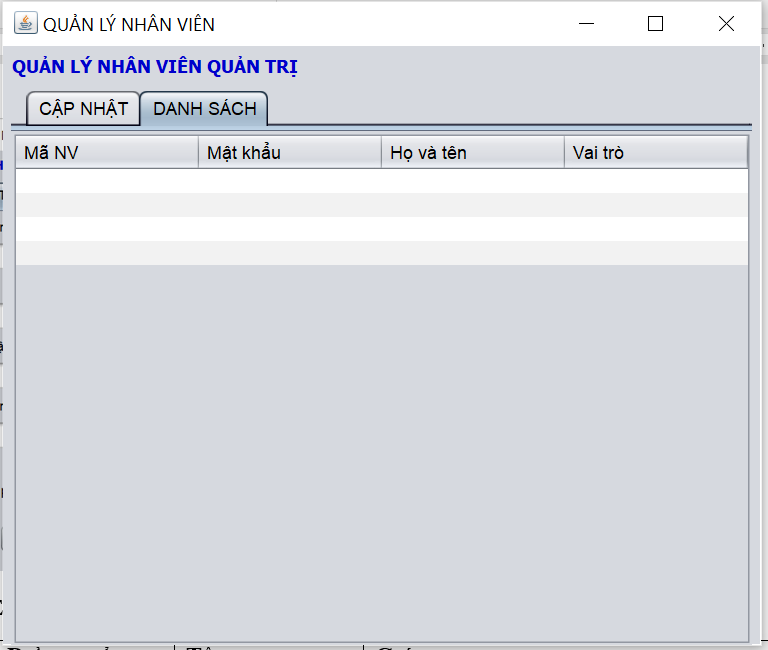 QUẢN LÝ NHÂN VIÊN
QUẢN LÝ NHÂN VIÊN QUẢN TRỊ
CẬP NHẬT DANH SÁCH
Mã NV Mật khẩu Họ và tên Vai trò